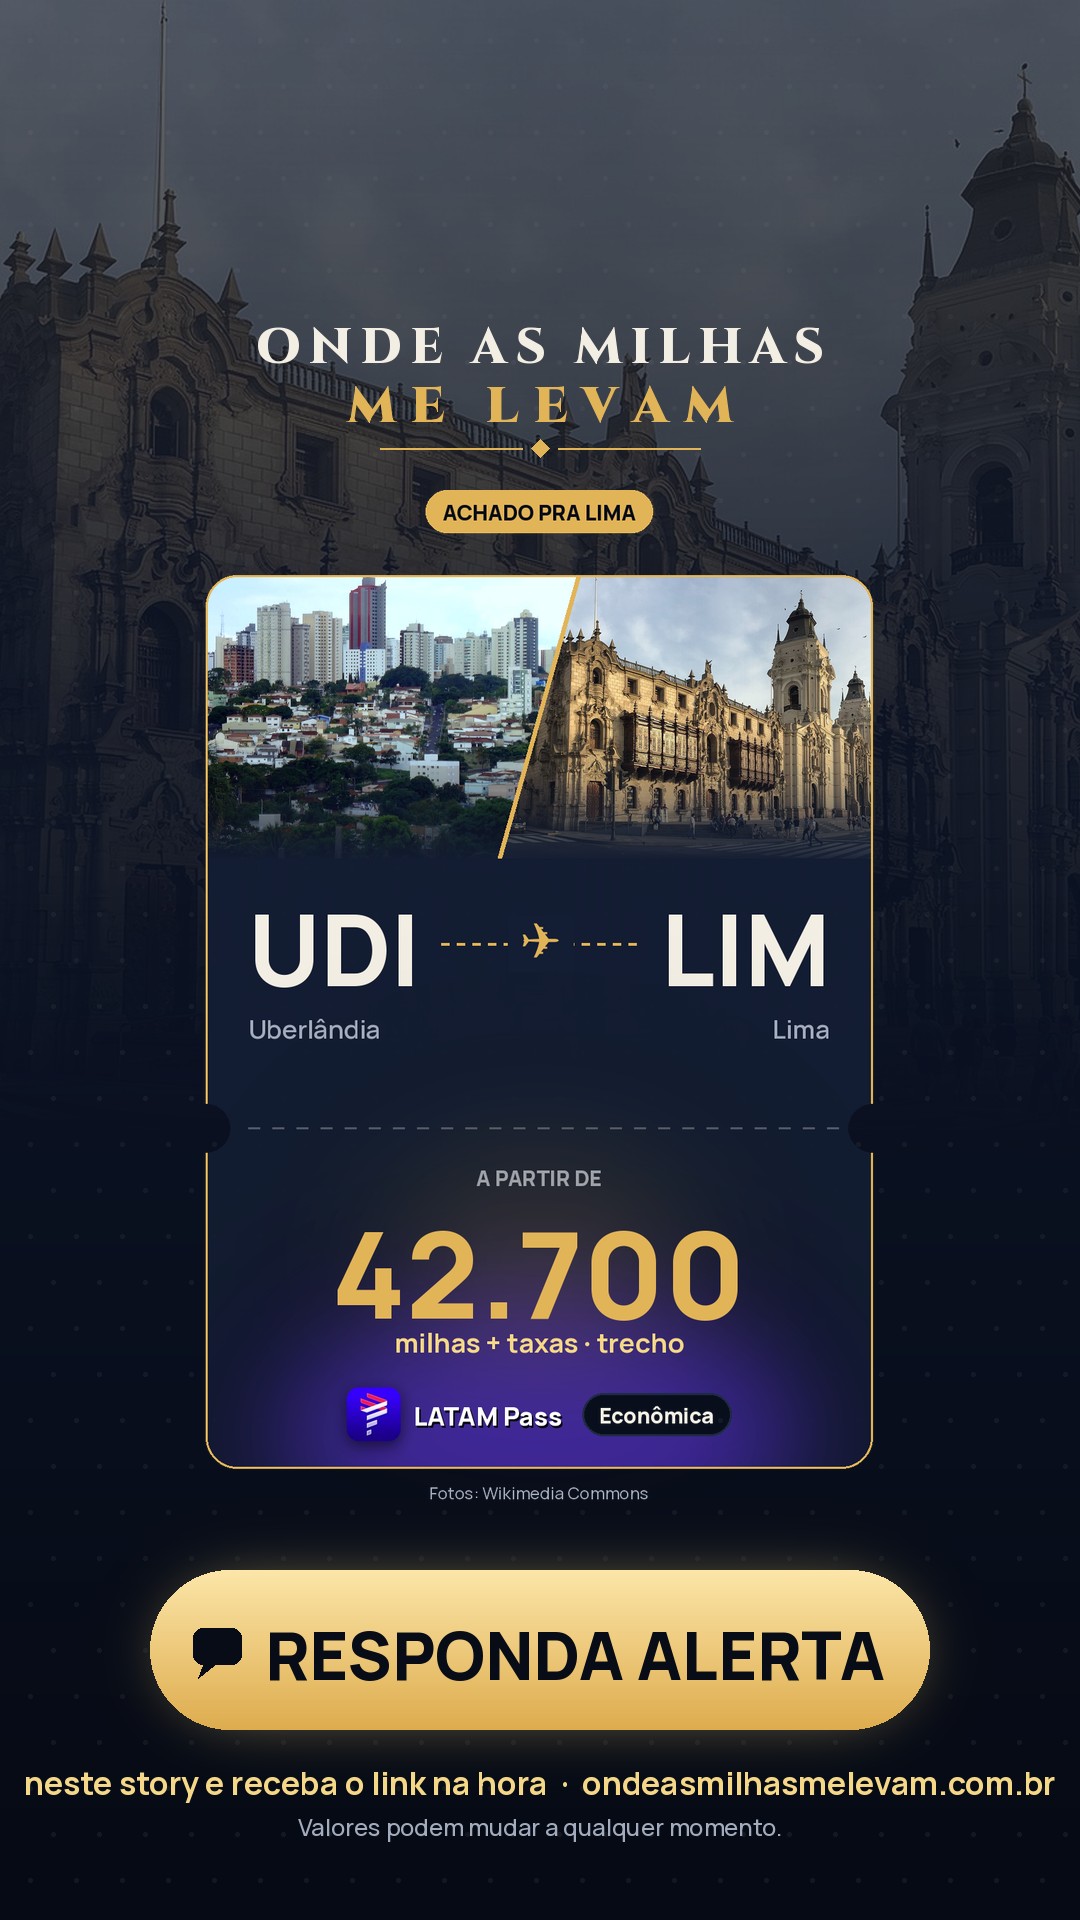 ONDE AS MILHAS
ME LEVAM
ACHADO PRA LIMA
UDI ✈ LIM
Uberlândia Lima
A PARTIR DE
42.700
milhas + taxas · trecho
LATAM Pass Econômica
Fotos: Wikimedia Commons
RESPONDA ALERTA
neste story e receba o link na hora · ondeasmilhasmelevam.com.br
Valores podem mudar a qualquer momento.